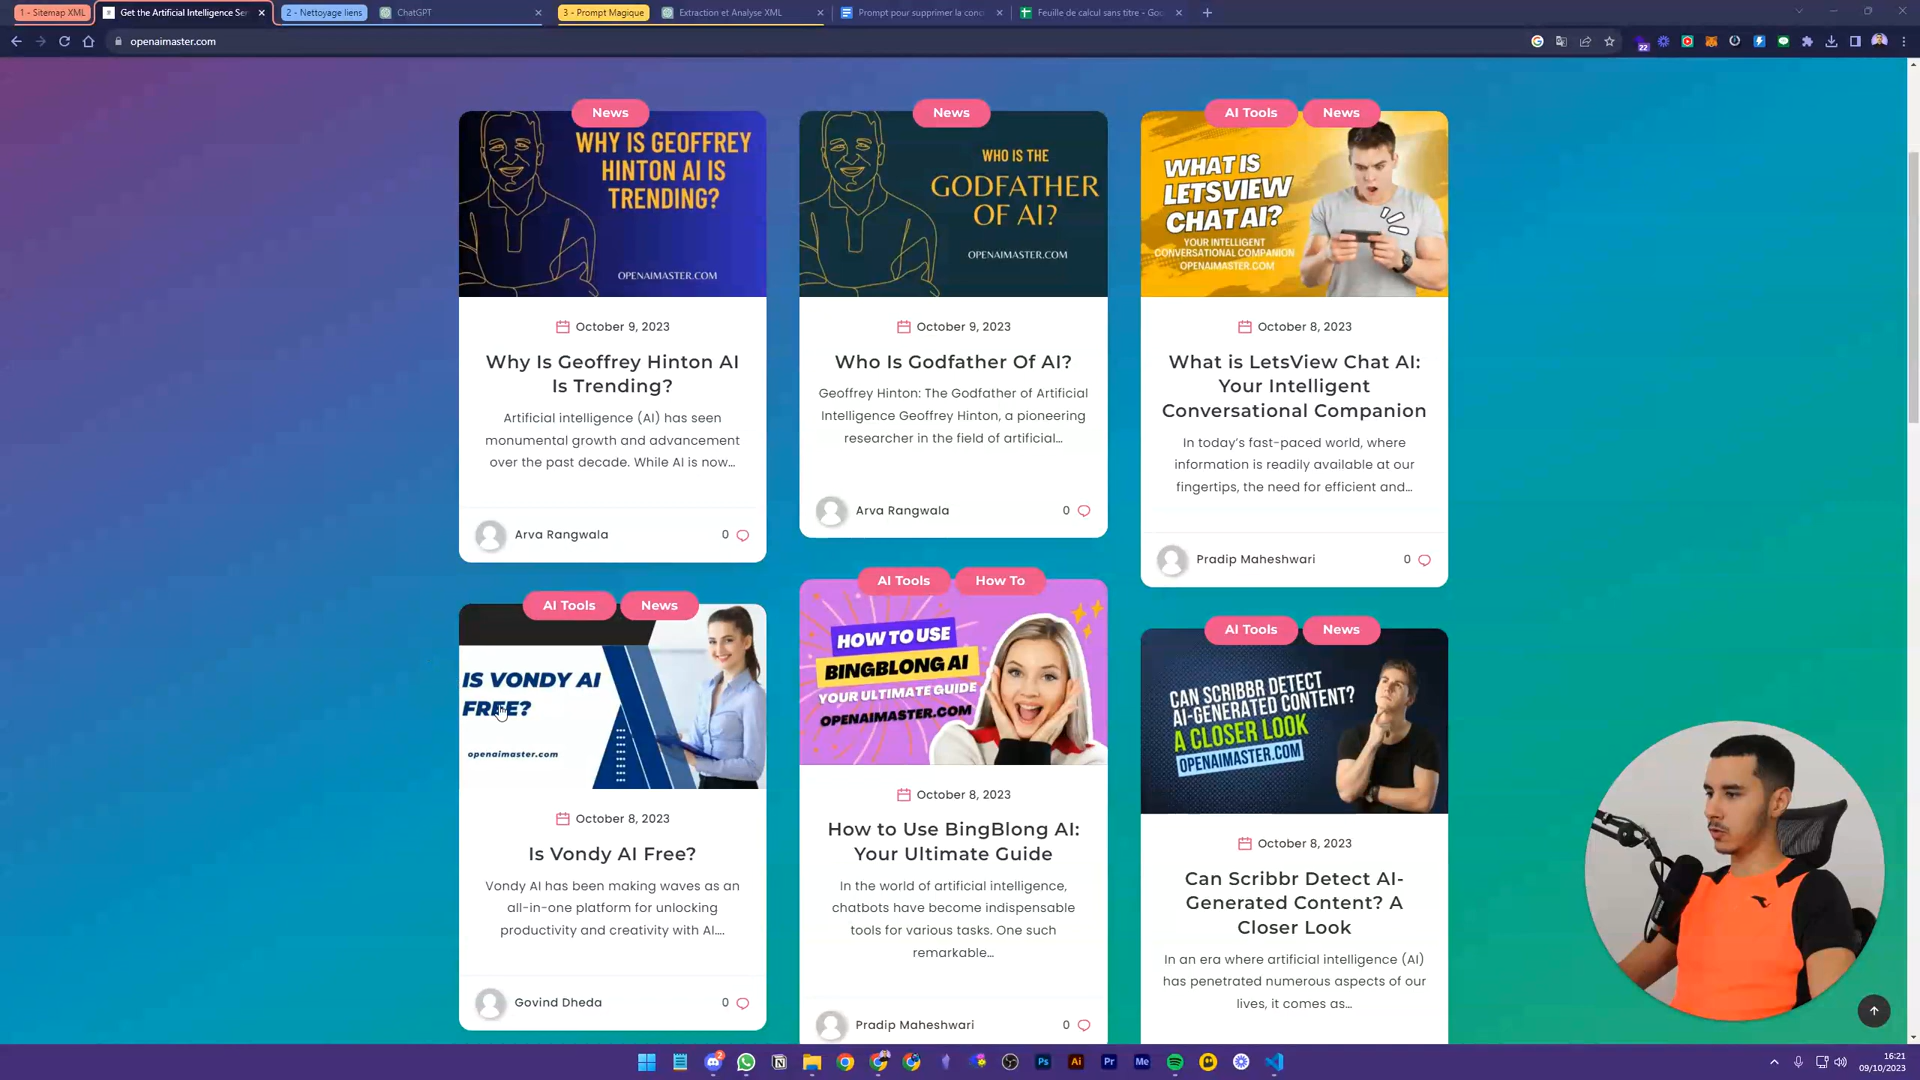 1 - Sitemap XML
Get the Artificial Intelligence Ser
2 - Nettoyage liens
ChatGPT
3 - Prompt Magique
Extraction et Analyse XML
Prompt pour supprimer la conc
Feuille de calcul sans titre - Goo
openaimaster.com
22
News
WHY IS GEOFFREY
HINTON AI IS
TRENDING?
OPENAIMASTER.COM
October 9, 2023
Why Is Geoffrey Hinton AI
Is Trending?
Artificial intelligence (AI) has seen
monumental growth and advancement
over the past decade. While AI is now...
Arva Rangwala
0
News
WHO IS THE
GODFATHER
OF AI?
OPENAIMASTER.COM
October 9, 2023
Who Is Godfather Of AI?
Geoffrey Hinton: The Godfather of Artificial
Intelligence Geoffrey Hinton, a pioneering
researcher in the field of artificial...
Arva Rangwala
0
AI Tools
News
WHAT IS
LETSVIEW
CHAT AI?
YOUR INTELLIGENT
CONVERSATIONAL COMPANION
OPENAIMASTER.COM
October 8, 2023
What is LetsView Chat AI:
Your Intelligent
Conversational Companion
In today's fast-paced world, where
information is readily available at our
fingertips, the need for efficient and...
Pradip Maheshwari
0
AI Tools
News
IS VONDY AI
FREE?
openaimaster.com
October 8, 2023
Is Vondy AI Free?
Vondy AI has been making waves as an
all-in-one platform for unlocking
productivity and creativity with AI....
Govind Dheda
0
AI Tools
How To
HOW TO USE
BINGBLONG AI
YOUR ULTIMATE GUIDE
OPENAIMASTER.COM
October 8, 2023
How to Use BingBlong AI:
Your Ultimate Guide
In the world of artificial intelligence,
chatbots have become indispensable
tools for various tasks. One such
remarkable...
Pradip Maheshwari
0
AI Tools
News
CAN SCRIBBR DETECT
AI-GENERATED CONTENT?
A CLOSER LOOK
OPENAIMASTER.COM
October 8, 2023
Can Scribbr Detect AI-
Generated Content? A
Closer Look
In an era where artificial intelligence (AI)
has penetrated numerous aspects of our
lives, it comes as...
2
Ps
Ai
Pr
Me
16:21
09/10/2023